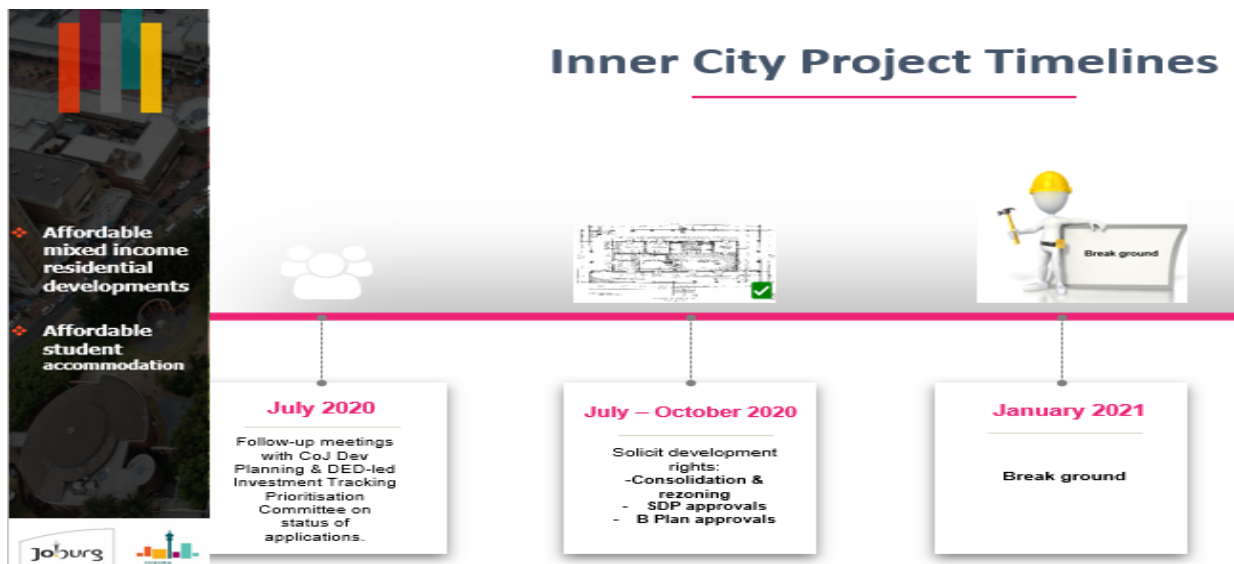 Inner City Project Timelines
❖ Affordable
mixed income
residential
developments
❖ Affordable
student
accommodation
Break ground
July 2020
Follow-up meetings
with CoJ Dev
Planning & DED-led
Investment Tracking
Prioritisation
Committee on
status of
applications.
July – October 2020
Solicit development
rights:
-Consolidation &
rezoning
- SDP approvals
- B Plan approvals
January 2021
Break ground
Joburg